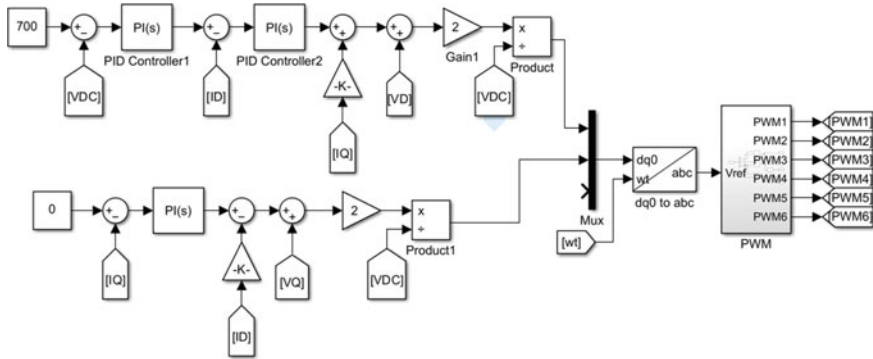 700
+
−
PI(s)
PID Controller1
+
−
PI(s)
PID Controller2
+
+
+
+
2
Gain1
x
÷
Product
[VDC]
[ID]
-K-
[IQ]
[VD]
[VDC]
0
+
−
PI(s)
+
−
+
+
2
x
÷
Product1
[IQ]
-K-
[ID]
[VQ]
[VDC]
Mux
[wt]
dq0
wt
abc
dq0 to abc
Vref
PWM1
PWM2
PWM3
PWM4
PWM5
PWM6
PWM
[PWM1]
[PWM2]
[PWM3]
[PWM4]
[PWM5]
[PWM6]